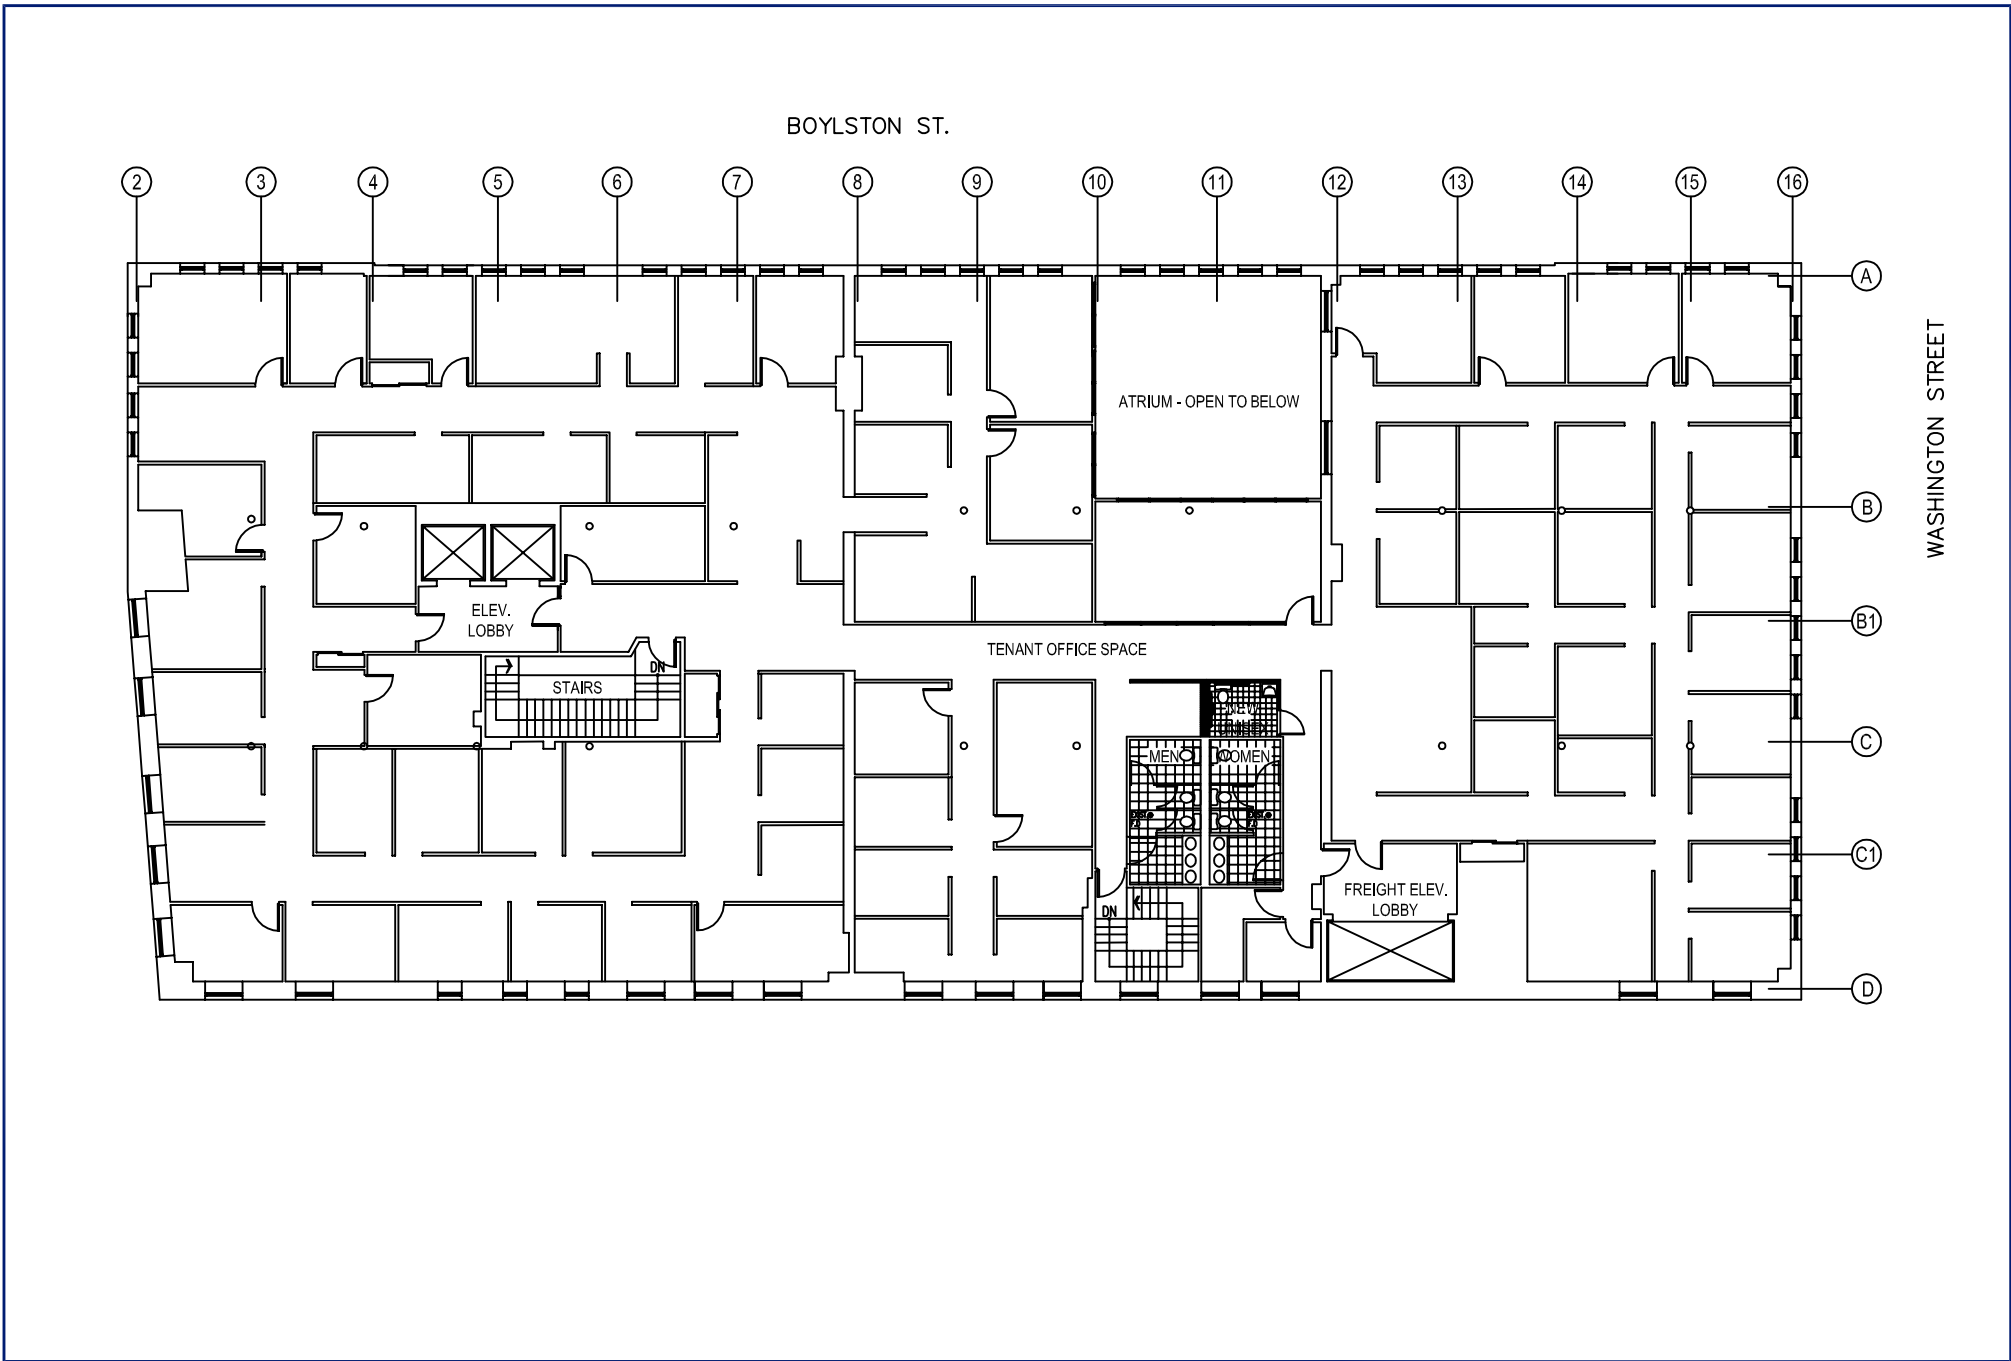 BOYLSTON ST.
2 3 4 5 6 7 8 9 10 11 12 13 14 15 16
A
WASHINGTON STREET
ATRIUM - OPEN TO BELOW
B
ELEV.
LOBBY
B1
TENANT OFFICE SPACE
DN
STAIRS
NEW
UNISEX
C
MEN
WOMEN
C1
FREIGHT ELEV.
LOBBY
DN
D